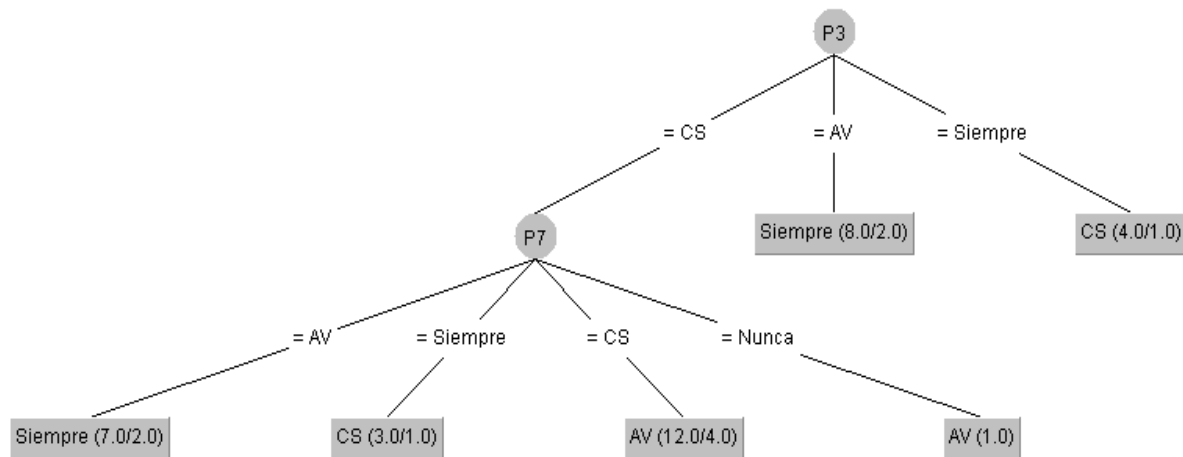 P3
= CS
= AV
= Siempre
P7
Siempre (8.0/2.0)
CS (4.0/1.0)
= AV
= Siempre
= CS
= Nunca
Siempre (7.0/2.0)
CS (3.0/1.0)
AV (12.0/4.0)
AV (1.0)